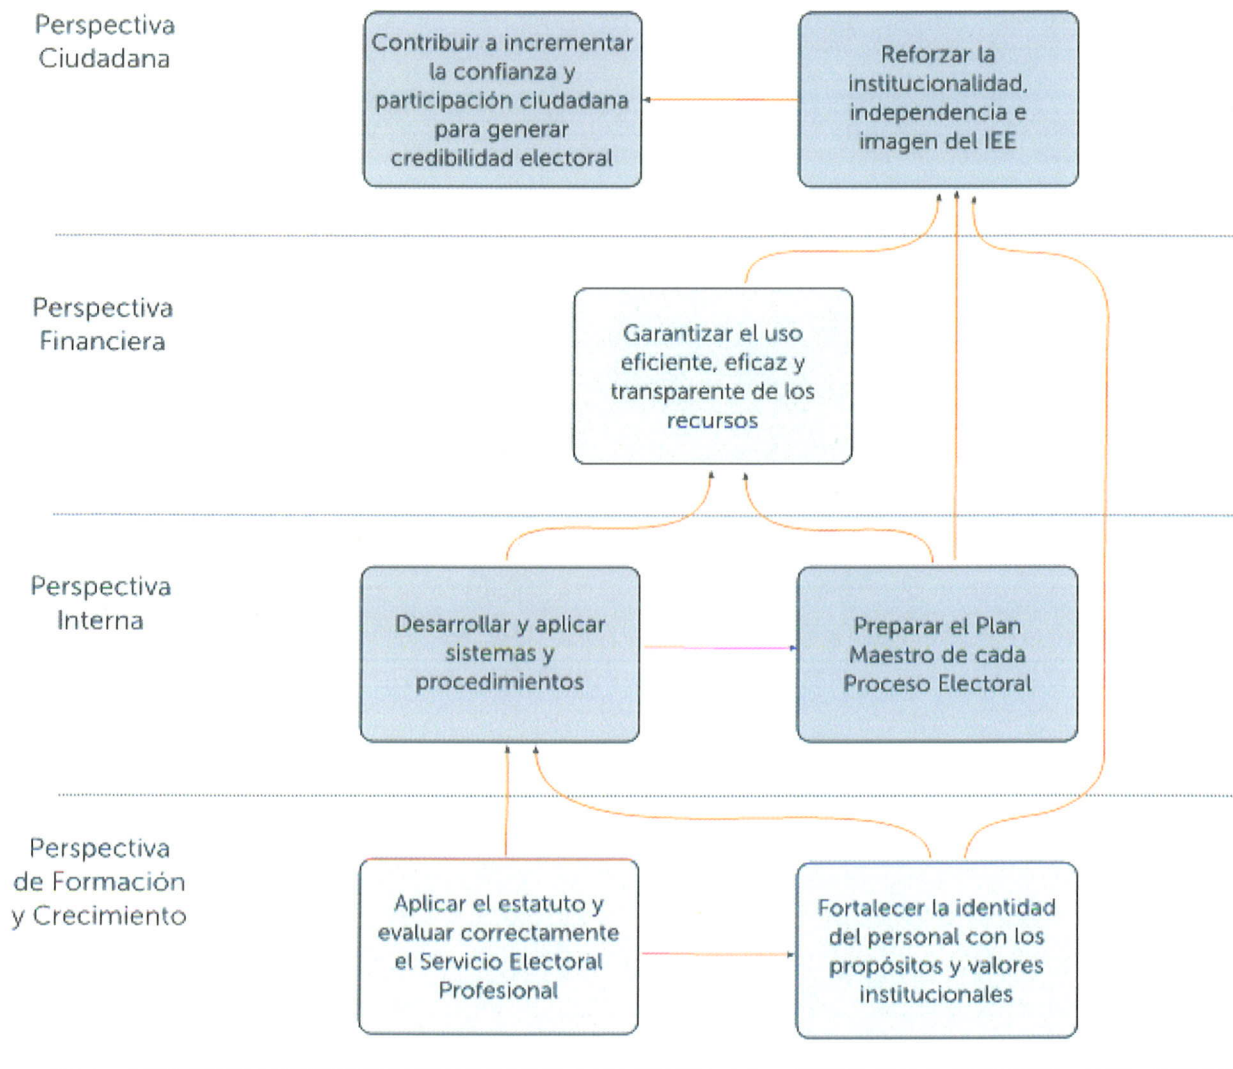 Perspectiva
Ciudadana
Contribuir a incrementar
la confianza y
participación ciudadana
para generar
credibilidad electoral
Reforzar la
institucionalidad,
independencia e
imagen del IEE
Perspectiva
Financiera
Garantizar el uso
eficiente, eficaz y
transparente de los
recursos
Perspectiva
Interna
Desarrollar y aplicar
sistemas y
procedimientos
Preparar el Plan
Maestro de cada
Proceso Electoral
Perspectiva
de Formación
y Crecimiento
Aplicar el estatuto y
evaluar correctamente
el Servicio Electoral
Profesional
Fortalecer la identidad
del personal con los
propósitos y valores
institucionales